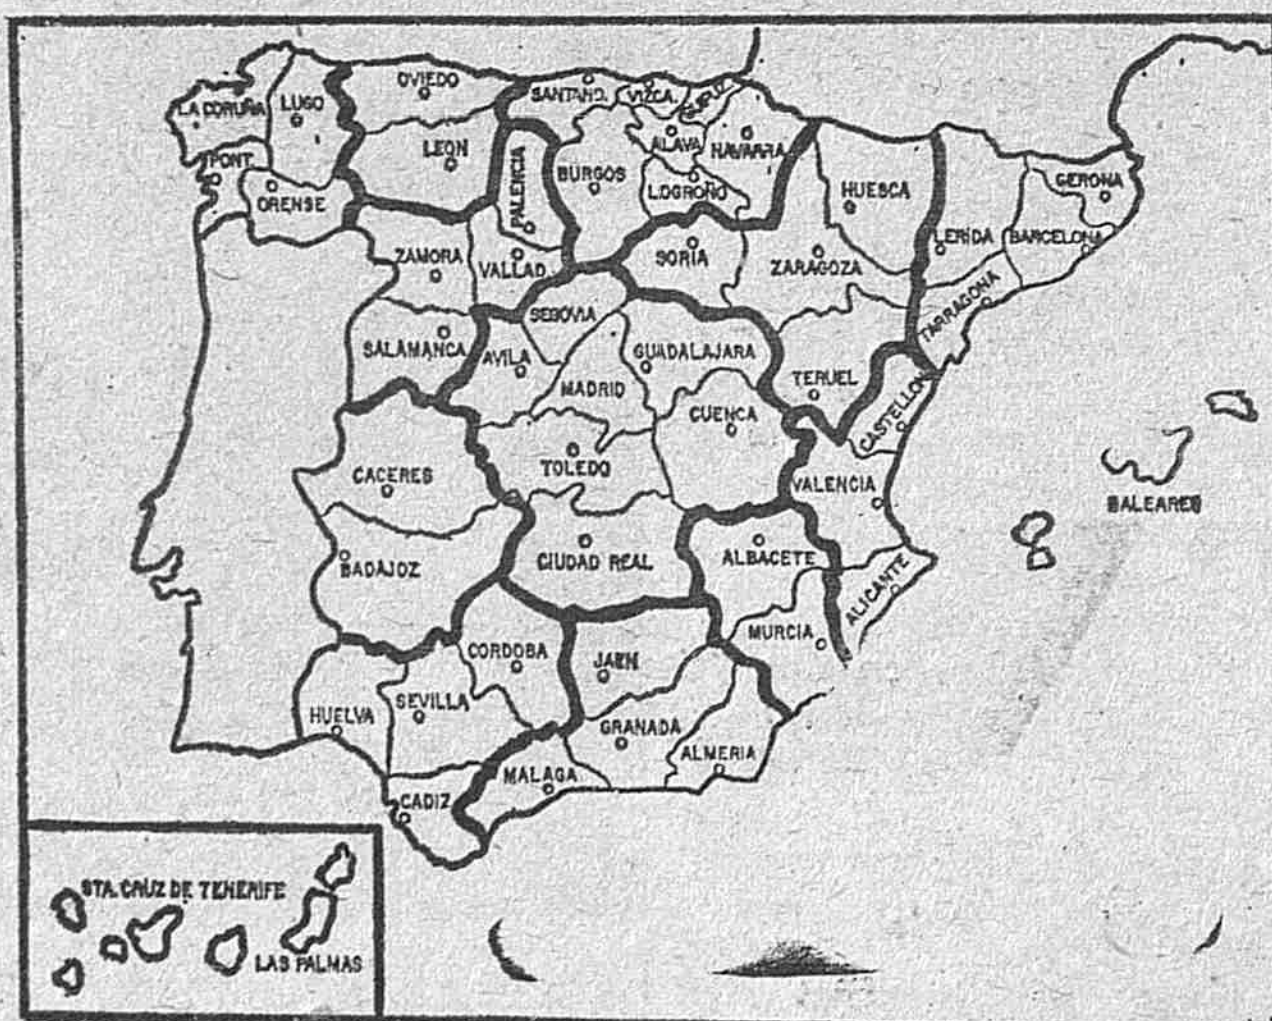 OVIEDO
SANTAND.
VIZCA.
LA CORUÑA
LUGO
LEON
PALENCIA
BURGOS
ALAVA
NAVARRA
LOGROÑO
HUESCA
GERONA
PONT.
ORENSE
ZAMORA
VALLAD.
SORIA
ZARAGOZA
LERIDA
BARCELONA
TARRAGONA
SEGOVIA
SALAMANCA
AVILA
MADRID
GUADALAJARA
TERUEL
CASTELLON
CUENCA
CACERES
TOLEDO
VALENCIA
BALEARES
BADAJOZ
CIUDAD REAL
ALBACETE
ALICANTE
MURCIA
CORDOBA
JAEN
HUELVA
SEVILLA
GRANADA
ALMERIA
MALAGA
CADIZ
STA. CRUZ DE TENERIFE
LAS PALMAS